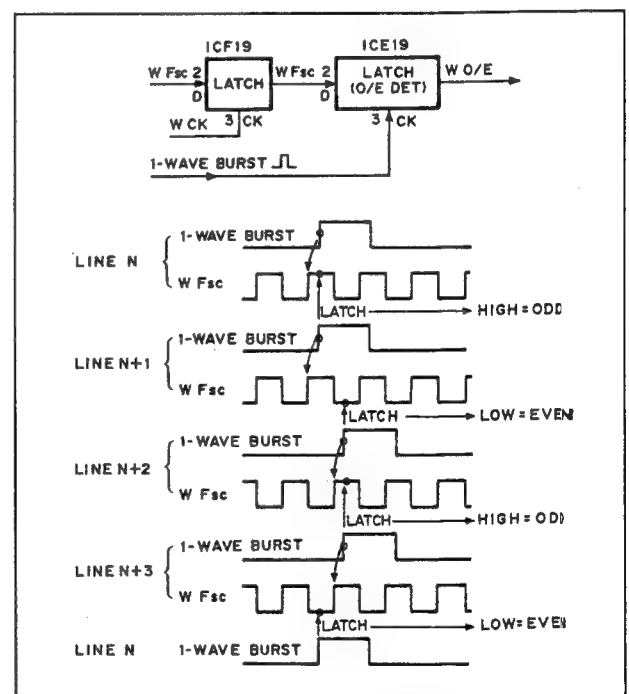 ICF19 ICE19
W Fsc 2 LATCH W Fsc 2 LATCH W O/E
D D (O/E DET)
W CK 3 CK 3 CK
1-WAVE BURST
1-WAVE BURST
LINE N
W Fsc
LATCH HIGH=ODD
1-WAVE BURST
LINE N+1
W Fsc
LATCH LOW=EVEN
1-WAVE BURST
LINE N+2
W Fsc
LATCH HIGH=ODD
1-WAVE BURST
LINE N+3
W Fsc
LATCH LOW=EVEN
LINE N 1-WAVE BURST